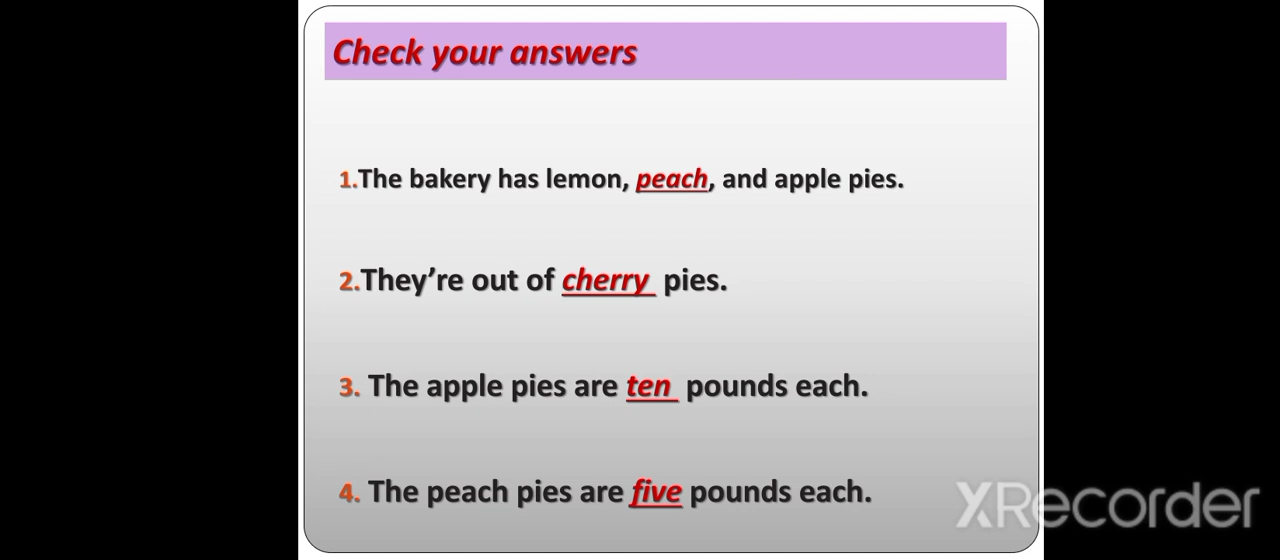 Check your answers
1.The bakery has lemon, peach, and apple pies.
2.They’re out of cherry pies.
3. The apple pies are ten pounds each.
4. The peach pies are five pounds each.
XRecorder